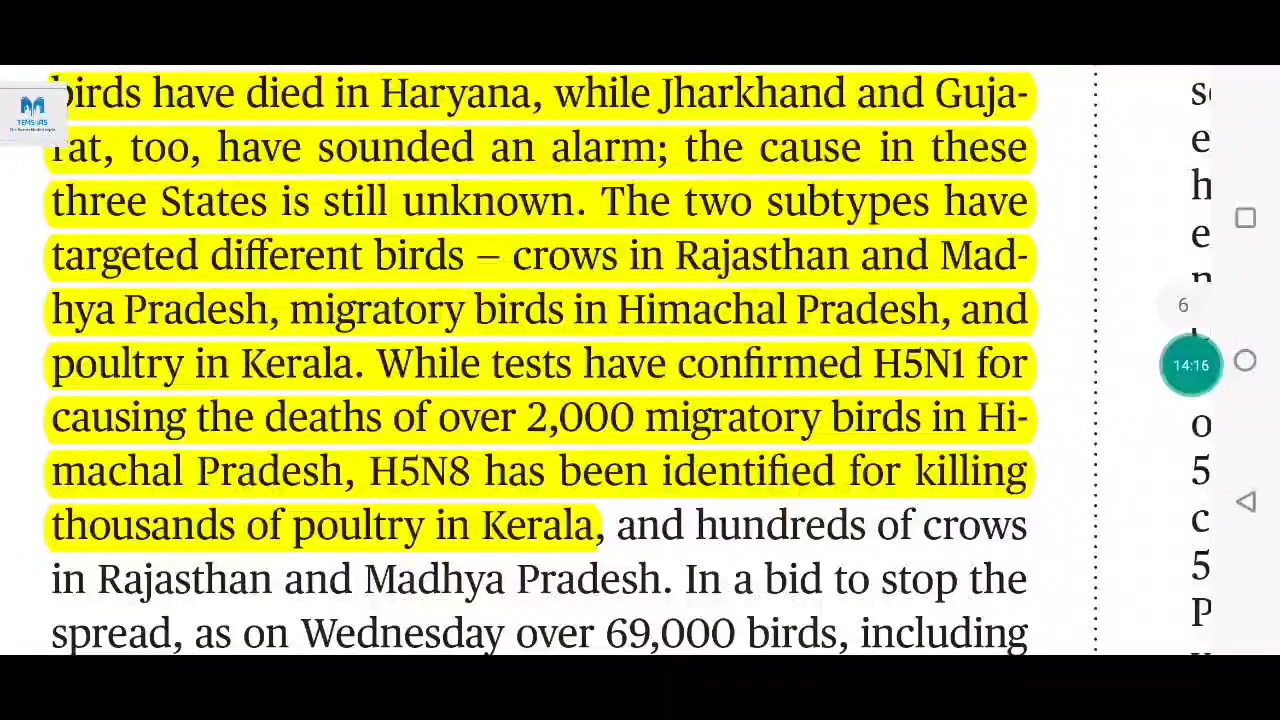 birds have died in Haryana, while Jharkhand and Guja-
rat, too, have sounded an alarm; the cause in these
three States is still unknown. The two subtypes have
targeted different birds – crows in Rajasthan and Mad-
hya Pradesh, migratory birds in Himachal Pradesh, and
poultry in Kerala. While tests have confirmed H5N1 for
causing the deaths of over 2,000 migratory birds in Hi-
machal Pradesh, H5N8 has been identified for killing
thousands of poultry in Kerala, and hundreds of crows
in Rajasthan and Madhya Pradesh. In a bid to stop the
spread, as on Wednesday over 69,000 birds, including
6
14:16